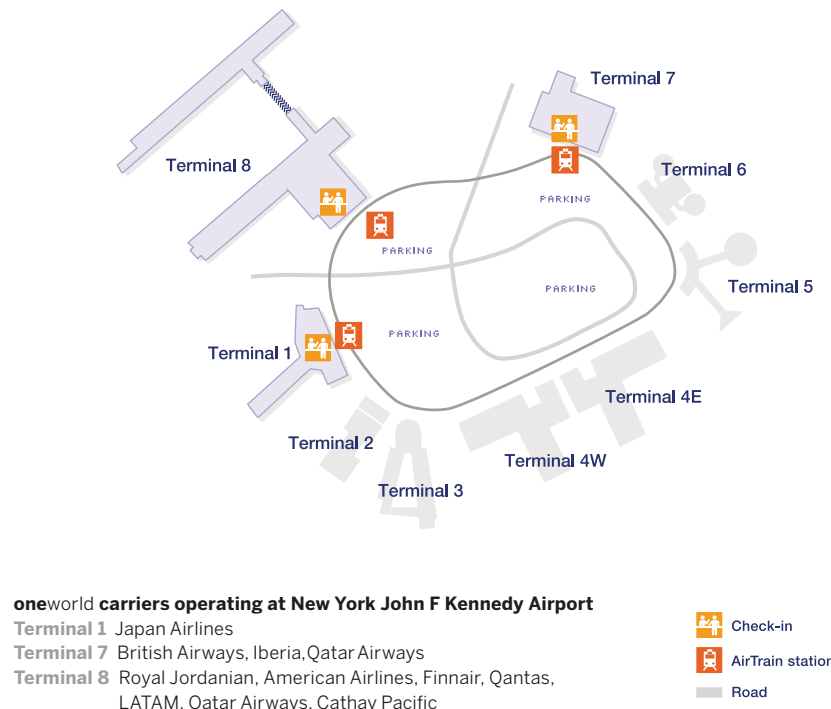 Terminal 7
Terminal 8
Terminal 6
PARKING
PARKING
Terminal 5
PARKING
PARKING
Terminal 1
Terminal 4E
Terminal 2
Terminal 4W
Terminal 3
oneworld carriers operating at New York John F Kennedy Airport
Terminal 1 Japan Airlines
Terminal 7 British Airways, Iberia,Qatar Airways
Terminal 8 Royal Jordanian, American Airlines, Finnair, Qantas,
LATAM, Qatar Airways, Cathay Pacific
Check-in
AirTrain station
Road